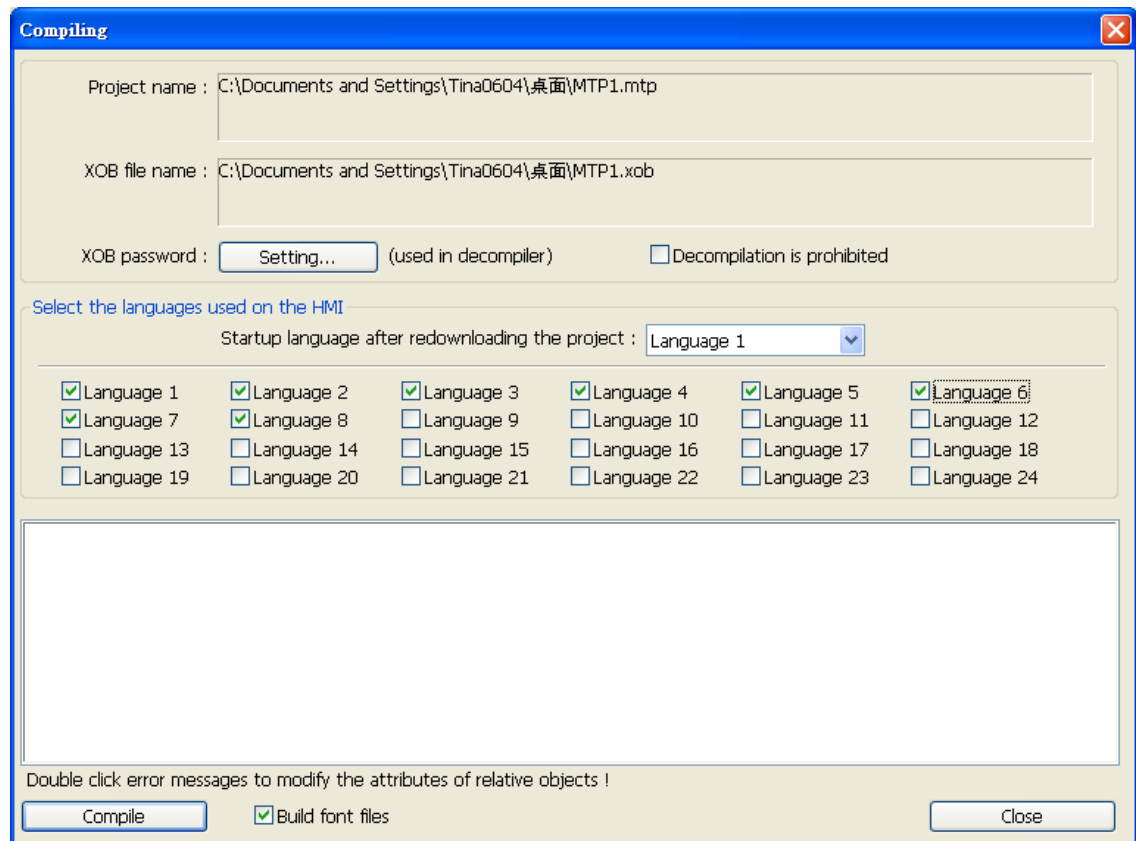 Compiling
Project name : C:\Documents and Settings\Tina0604\桌面\MTP1.mtp
XOB file name : C:\Documents and Settings\Tina0604\桌面\MTP1.xob
XOB password : Setting... (used in decompiler) Decompilation is prohibited
Select the languages used on the HMI
Startup language after redownloading the project : Language 1
Language 1 Language 2 Language 3 Language 4 Language 5 Language 6
Language 7 Language 8 Language 9 Language 10 Language 11 Language 12
Language 13 Language 14 Language 15 Language 16 Language 17 Language 18
Language 19 Language 20 Language 21 Language 22 Language 23 Language 24
Double click error messages to modify the attributes of relative objects !
Compile Build font files Close